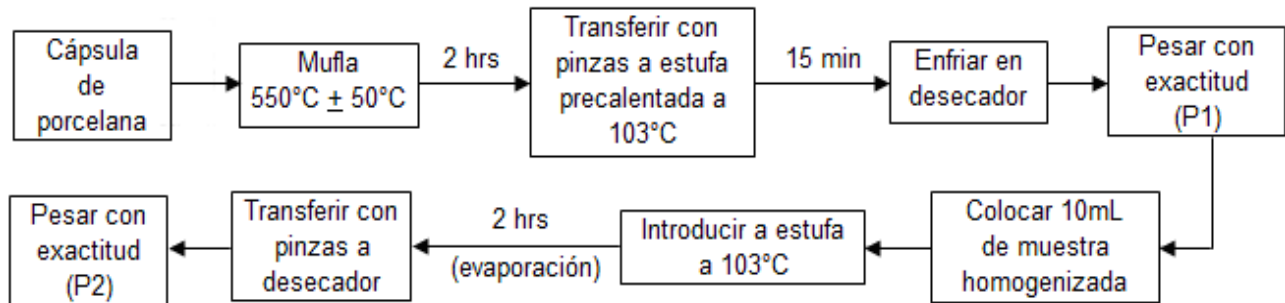 Cápsula
de
porcelana
Mufla
550°C ± 50°C
2 hrs
Transferir con
pinzas a estufa
precalentada a
103°C
15 min
Enfriar en
desecador
Pesar con
exactitud
(P1)
Colocar 10mL
de muestra
homogenizada
Introducir a estufa
a 103°C
2 hrs
(evaporación)
Transferir con
pinzas a
desecador
Pesar con
exactitud
(P2)